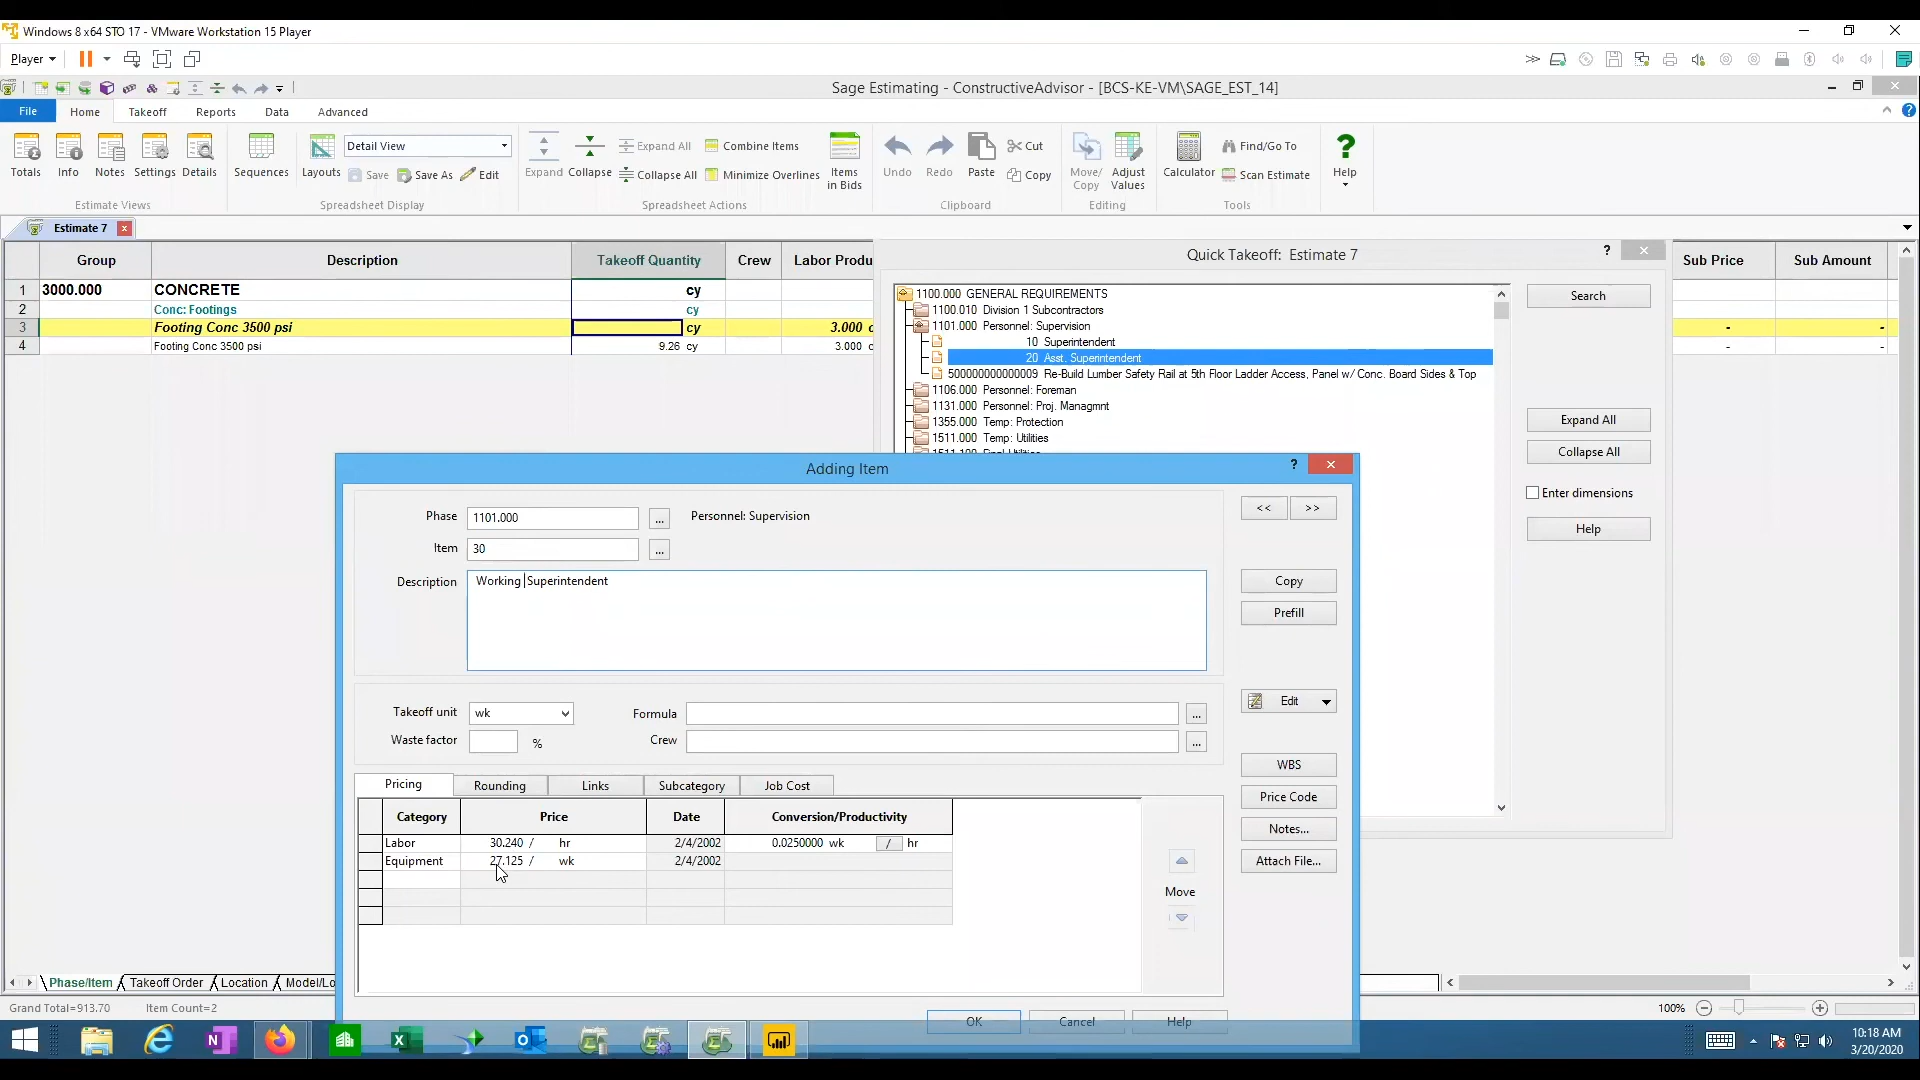 Windows 8 x64 STO 17 - VMware Workstation 15 Player
Player
Sage Estimating - ConstructiveAdvisor - [BCS-KE-VM\SAGE_EST_14]
File Home Takeoff Reports Data Advanced
Totals Info Notes Settings Details
Estimate Views
Sequences
Layouts
Detail View
Save Save As Edit
Spreadsheet Display
Expand Collapse
Expand All Combine Items
Collapse All Minimize Overlines
Items in Bids
Spreadsheet Actions
Undo Redo Paste
Cut
Copy
Clipboard
Move/ Copy
Adjust Values
Editing
Calculator
Find/Go To
Scan Estimate
Tools
Help
Estimate 7
Group Description Takeoff Quantity Crew Labor Produ
1 3000.000 CONCRETE cy
2 Conc: Footings cy
3 Footing Conc 3500 psi cy 3.000 c
4 Footing Conc 3500 psi 9.26 cy 3.000 c
Sub Price Sub Amount
- -
- -
Quick Takeoff: Estimate 7
?
1100.000 GENERAL REQUIREMENTS
1100.010 Division 1 Subcontractors
1101.000 Personnel: Supervision
10 Superintendent
20 Asst. Superintendent
500000000000009 Re-Build Lumber Safety Rail at 5th Floor Ladder Access, Panel w/ Conc. Board Sides & Top
1106.000 Personnel: Foreman
1131.000 Personnel: Proj. Managmnt
1355.000 Temp: Protection
1511.000 Temp: Utilities
Search
Expand All
Collapse All
Enter dimensions
Help
Adding Item
?
Phase 1101.000 ... Personnel: Supervision
Item 30 ...
Description Working Superintendent
<< >>
Copy
Prefill
Takeoff unit wk Formula ...
Waste factor % Crew ...
Edit
WBS
Price Code
Notes...
Attach File...
Pricing Rounding Links Subcategory Job Cost
Category Price Date Conversion/Productivity
Labor 30.240 / hr 2/4/2002 0.0250000 wk / hr
Equipment 27.125 / wk 2/4/2002
Move
OK Cancel Help
Phase/Item Takeoff Order Location Model/Lo
Grand Total=913.70 Item Count=2
100%
10:18 AM
3/20/2020